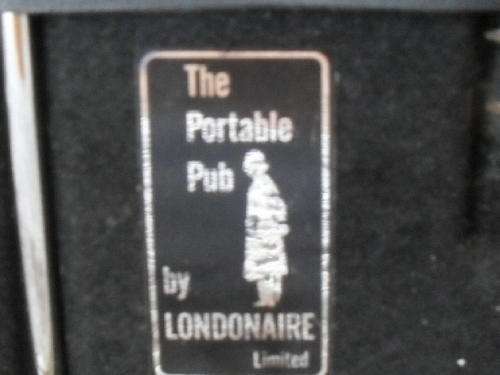 The
Portable
Pub
by
LONDONAIRE
Limited